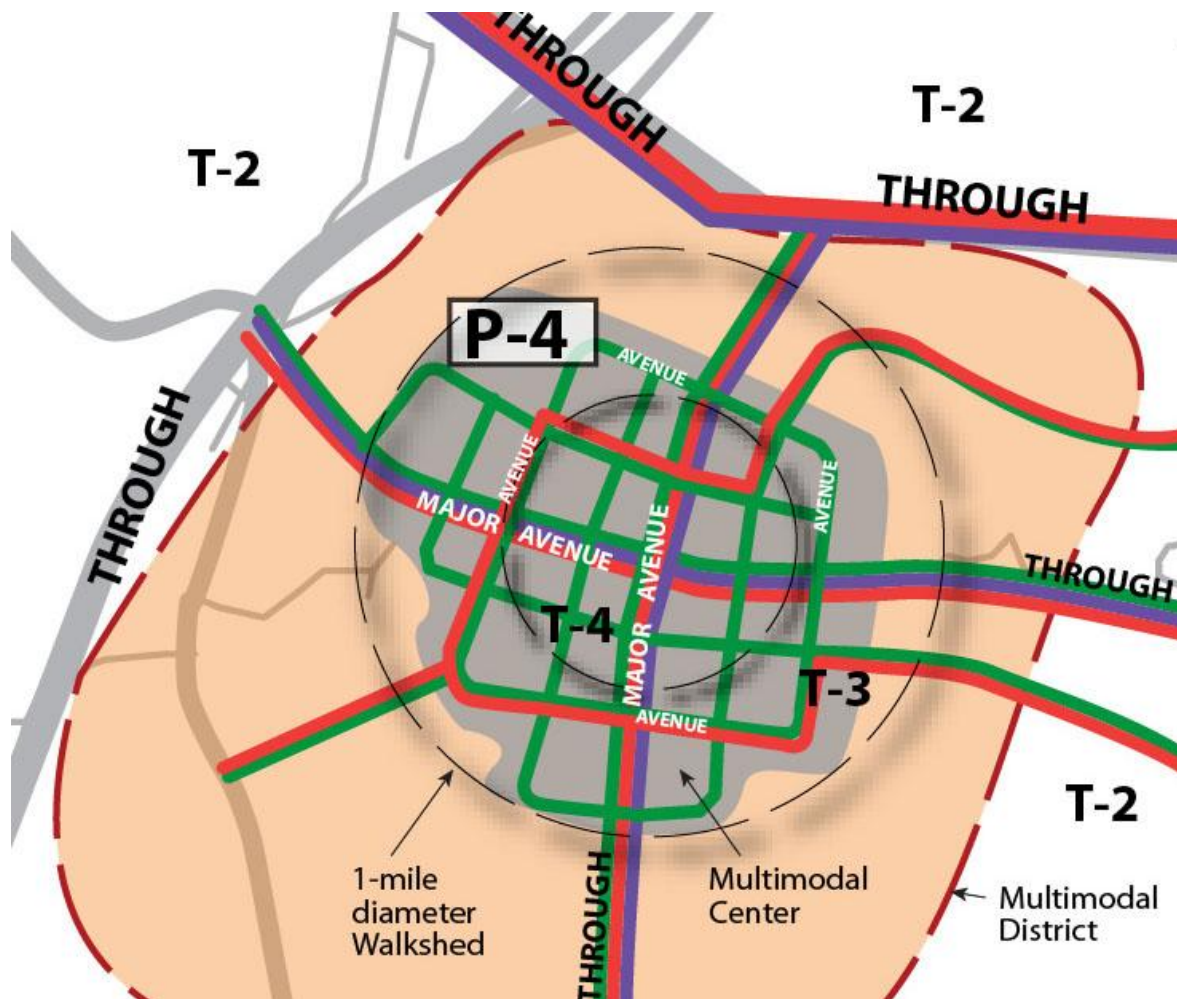 THROUGH
T-2
T-2
THROUGH
P-4
AVENUE
AVENUE
AVENUE
THROUGH
MAJOR
AVENUE
AVENUE
MAJOR
THROUGH
T-4
T-3
AVENUE
T-2
1-mile
diameter
Walkshed
Multimodal
Center
Multimodal
District
THROUGH